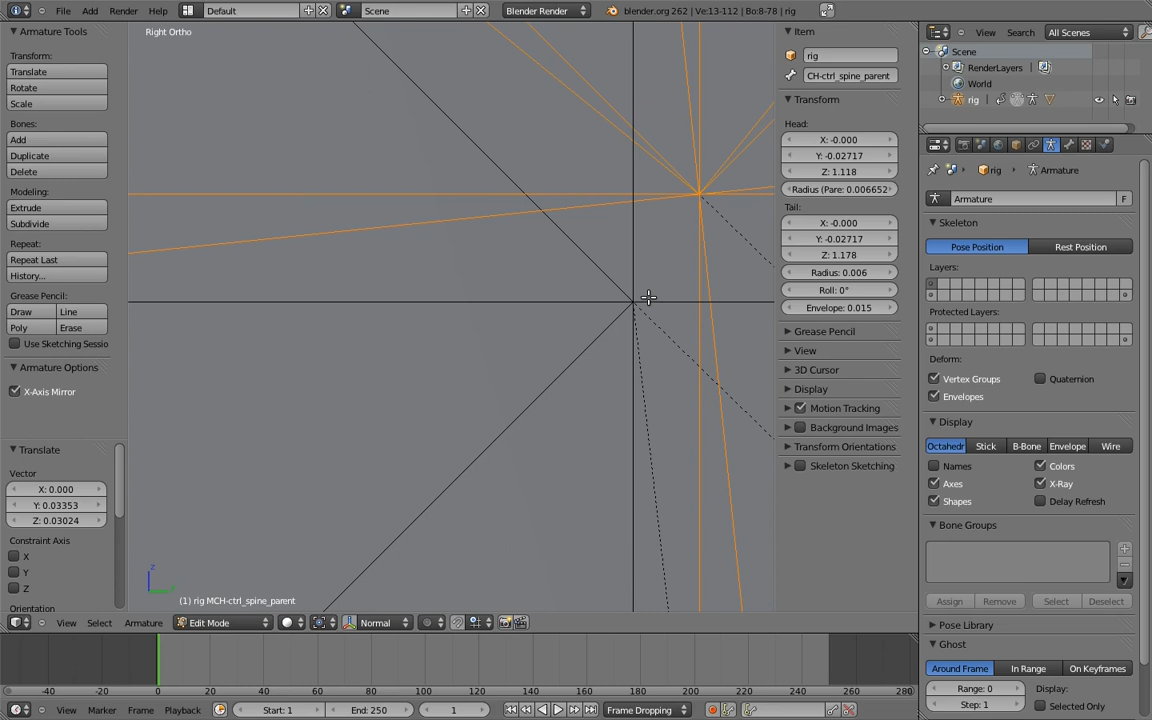 File Add Render Help Default Scene Blender Render blender.org 262 | Ve:13-112 | Bo:8-78 | rig
Armature Tools
Transform:
Translate
Rotate
Scale
Bones:
Add
Duplicate
Delete
Modeling:
Extrude
Subdivide
Repeat:
Repeat Last
History...
Grease Pencil:
Draw Line
Poly Erase
Use Sketching Sessio
Armature Options
X-Axis Mirror
Translate
Vector
X: 0.000
Y: 0.03353
Z: 0.03024
Constraint Axis
X
Y
Z
Orientation
Right Ortho
z
(1) rig MCH-ctrl_spine_parent
View Select Armature Edit Mode Normal
Item
rig
CH-ctrl_spine_parent
Transform
Head:
X: -0.000
Y: -0.02717
Z: 1.118
Radius (Pare: 0.006652
Tail:
X: -0.000
Y: -0.02717
Z: 1.178
Radius: 0.006
Roll: 0°
Envelope: 0.015
Grease Pencil
View
3D Cursor
Display
Motion Tracking
Background Images
Transform Orientations
Skeleton Sketching
View Search All Scenes
Scene
RenderLayers |
World
rig |
rig Armature
Armature F
Skeleton
Pose Position Rest Position
Layers:
Protected Layers:
Deform:
Vertex Groups Quaternion
Envelopes
Display
Octahedr Stick B-Bone Envelope Wire
Names Colors
Axes X-Ray
Shapes Delay Refresh
Bone Groups
Assign Remove Select Deselect
Pose Library
Ghost
Around Frame In Range On Keyframes
Range: 0 Display:
Step: 1 Selected Only
-40 -20 0 20 40 60 80 100 120 140 160 180 200 220 240 260 280
View Marker Frame Playback Start: 1 End: 250 1 Frame Dropping